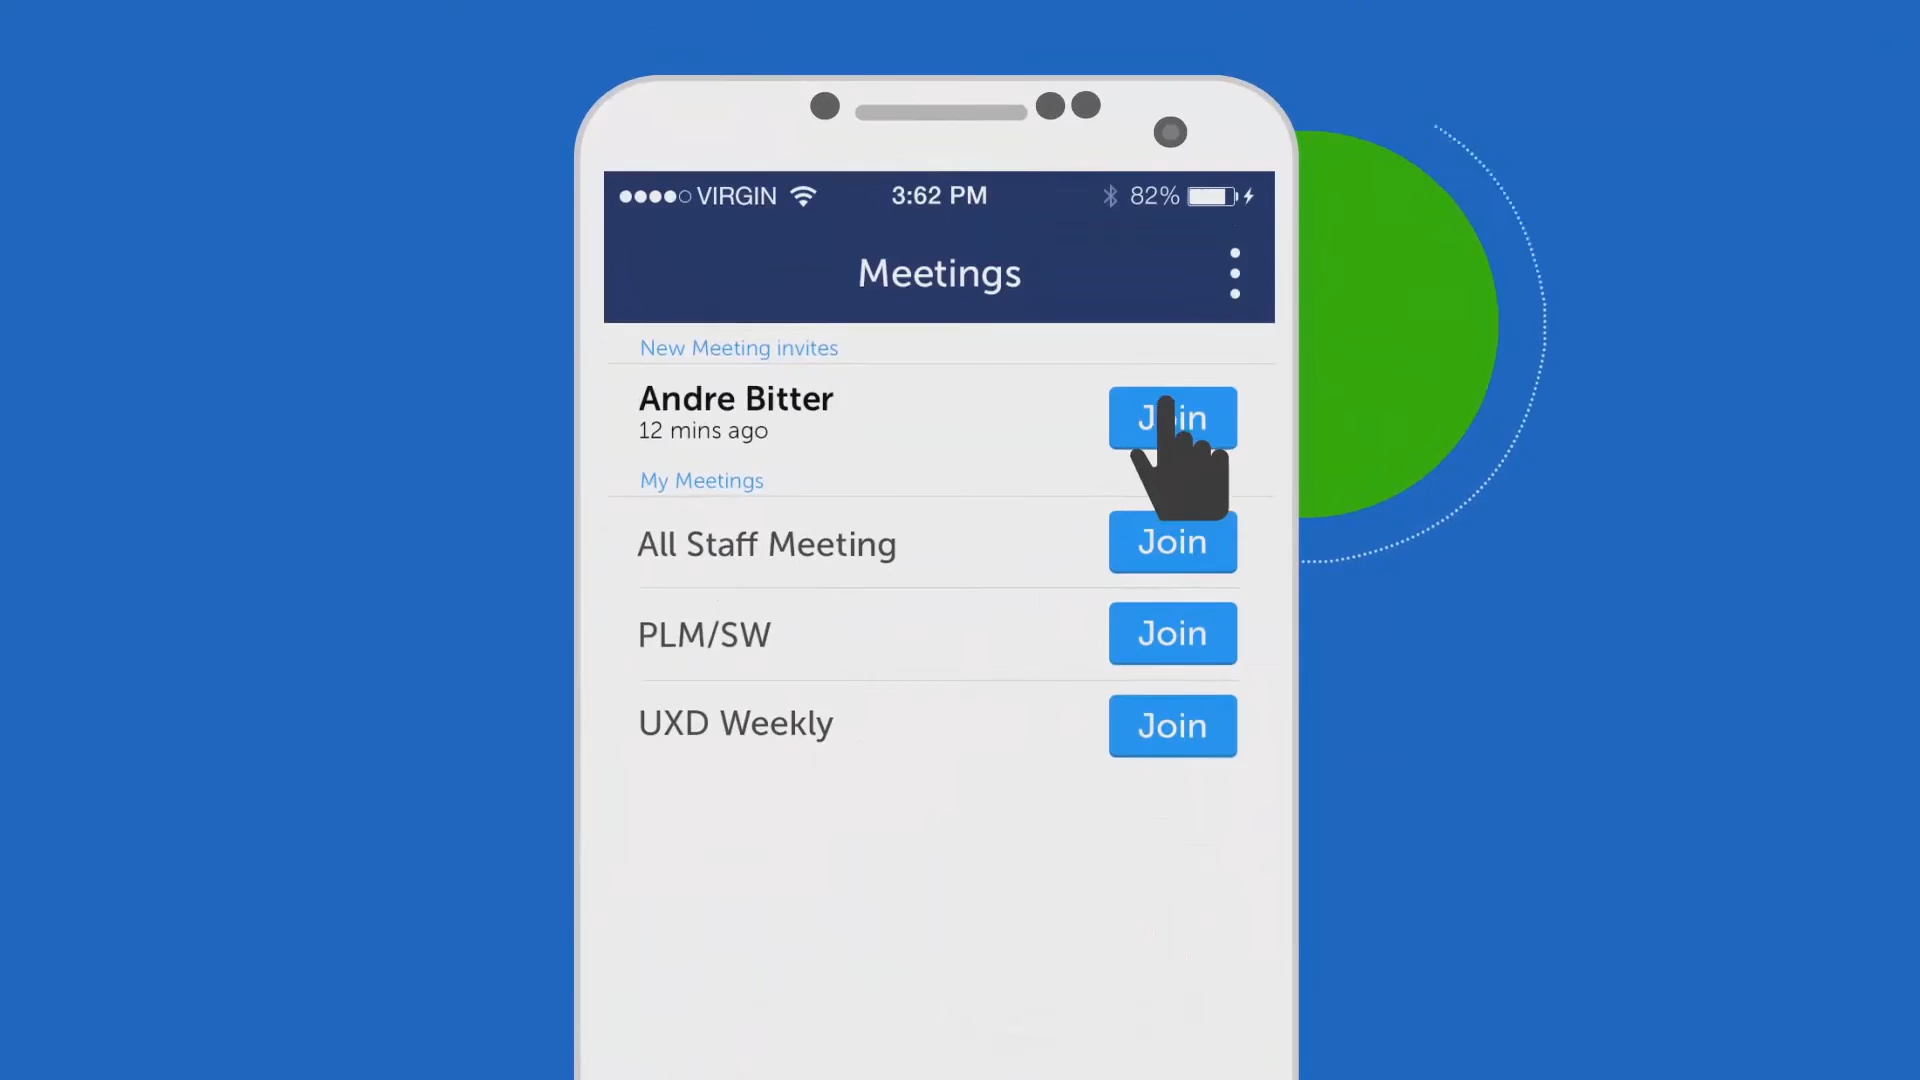 VIRGIN 3:62 PM 82%
Meetings
New Meeting invites
Andre Bitter
Join
12 mins ago
My Meetings
All Staff Meeting
Join
PLM/SW
Join
UXD Weekly
Join